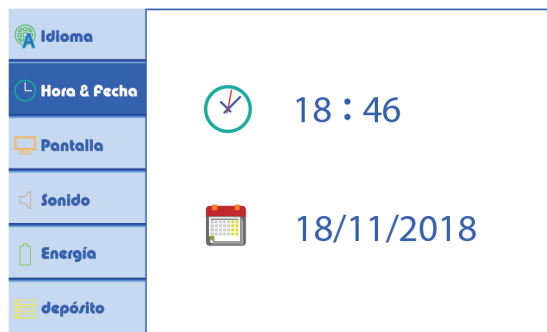 Idioma
Hora & Fecha
Pantalla
Sonido
Energía
depósito
18 : 46
18/11/2018